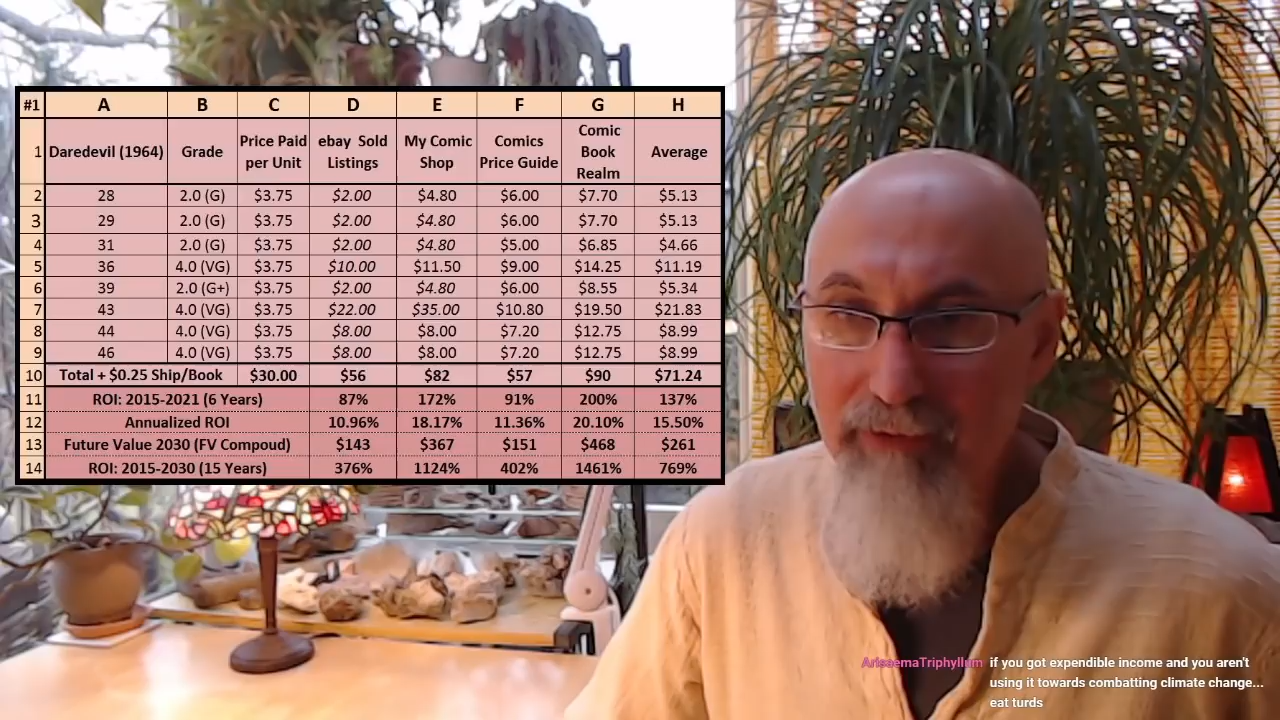 #1 A B C D E F G H
1 Daredevil (1964) Grade Price Paid per Unit ebay Sold Listings My Comic Shop Comics Price Guide Comic Book Realm Average
2 28 2.0 (G) $3.75 $2.00 $4.80 $6.00 $7.70 $5.13
3 29 2.0 (G) $3.75 $2.00 $4.80 $6.00 $7.70 $5.13
4 31 2.0 (G) $3.75 $2.00 $4.80 $5.00 $6.85 $4.66
5 36 4.0 (VG) $3.75 $10.00 $11.50 $9.00 $14.25 $11.19
6 39 2.0 (G+) $3.75 $2.00 $4.80 $6.00 $8.55 $5.34
7 43 4.0 (VG) $3.75 $22.00 $35.00 $10.80 $19.50 $21.83
8 44 4.0 (VG) $3.75 $8.00 $8.00 $7.20 $12.75 $8.99
9 46 4.0 (VG) $3.75 $8.00 $8.00 $7.20 $12.75 $8.99
10 Total + $0.25 Ship/Book $30.00 $56 $82 $57 $90 $71.24
11 ROI: 2015-2021 (6 Years) 87% 172% 91% 200% 137%
12 Annualized ROI 10.96% 18.17% 11.36% 20.10% 15.50%
13 Future Value 2030 (FV Compoud) $143 $367 $151 $468 $261
14 ROI: 2015-2030 (15 Years) 376% 1124% 402% 1461% 769%
ArisaemaTriphyllum if you got expendible income and you aren't
using it towards combatting climate change...
eat turds